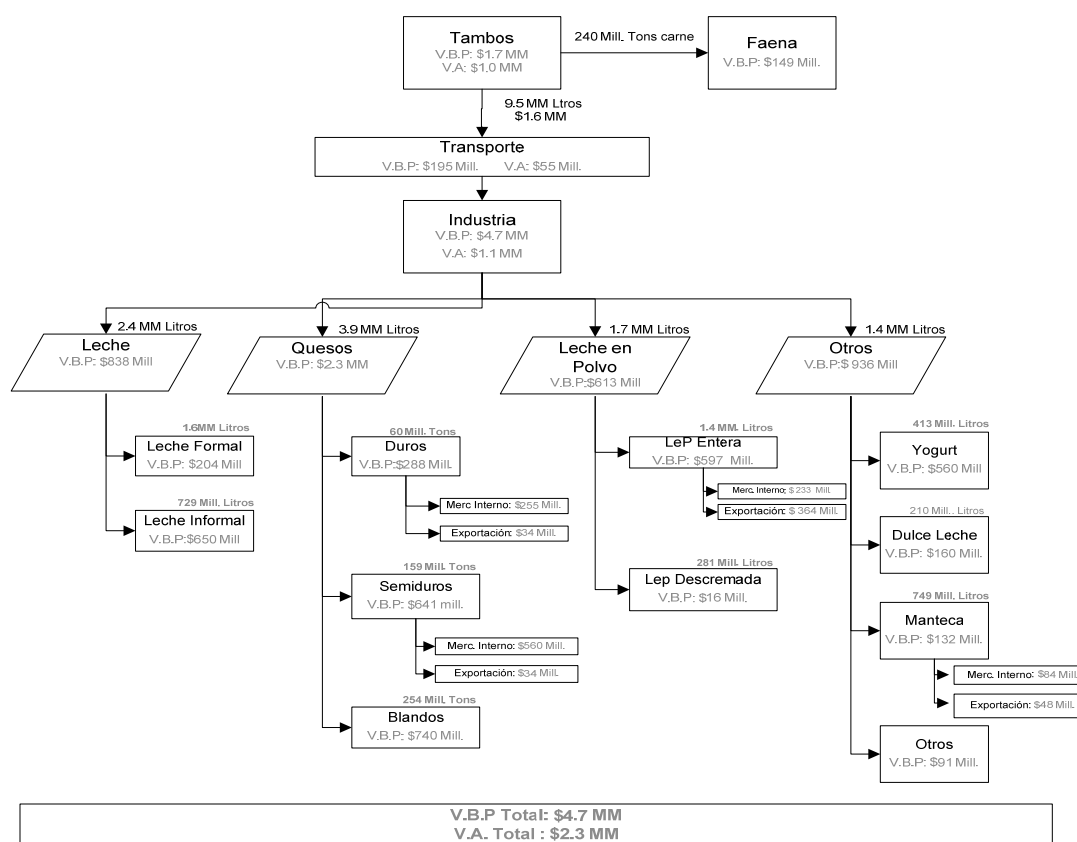 Tambos
V.B.P: $1.7 MM
V.A: $1.0 MM
240 Mill. Tons carne
Faena
V.B.P: $149 Mill.
9.5 MM Ltros
$1.6 MM
Transporte
V.B.P: $195 Mill. V.A: $55 Mill.
Industria
V.B.P: $4.7 MM
V.A: $1.1 MM
2.4 MM Litros
Leche
V.B.P: $838 Mill
1.6MM Litros
Leche Formal
V.B.P: $204 Mill
729 Mill. Litros
Leche Informal
V.B.P:$650 Mill
3.9 MM Litros
Quesos
V.B.P: $2.3 MM
60 Mill. Tons
Duros
V.B.P:$288 Mill.
Merc Interno: $255 Mill.
Exportación: $34 Mill.
159 Mill. Tons
Semiduros
V.B.P: $641 mill.
Merc. Interno: $560 Mill.
Exportación: $34 Mill.
254 Mill. Tons
Blandos
V.B.P: $740 Mill.
1.7 MM Litros
Leche en
Polvo
V.B.P:$613 Mill
1.4 MM. Litros
LeP Entera
V.B.P: $597 Mill.
Merc. Interno: $ 233 Mill.
Exportación: $ 364 Mill.
281 Mill. Litros
Lep Descremada
V.B.P: $16 Mill.
1.4 MM Litros
Otros
V.B.P:$ 936 Mill
413 Mill. Litros
Yogurt
V.B.P: $560 Mill
210 Mill.. Litros
Dulce Leche
V.B.P: $160 Mill.
749 Mill. Litros
Manteca
V.B.P: $132 Mill.
Merc. Interno: $84 Mill.
Exportación: $48 Mill.
Otros
V.B.P: $91 Mill.
V.B.P Total: $4.7 MM
V.A. Total : $2.3 MM